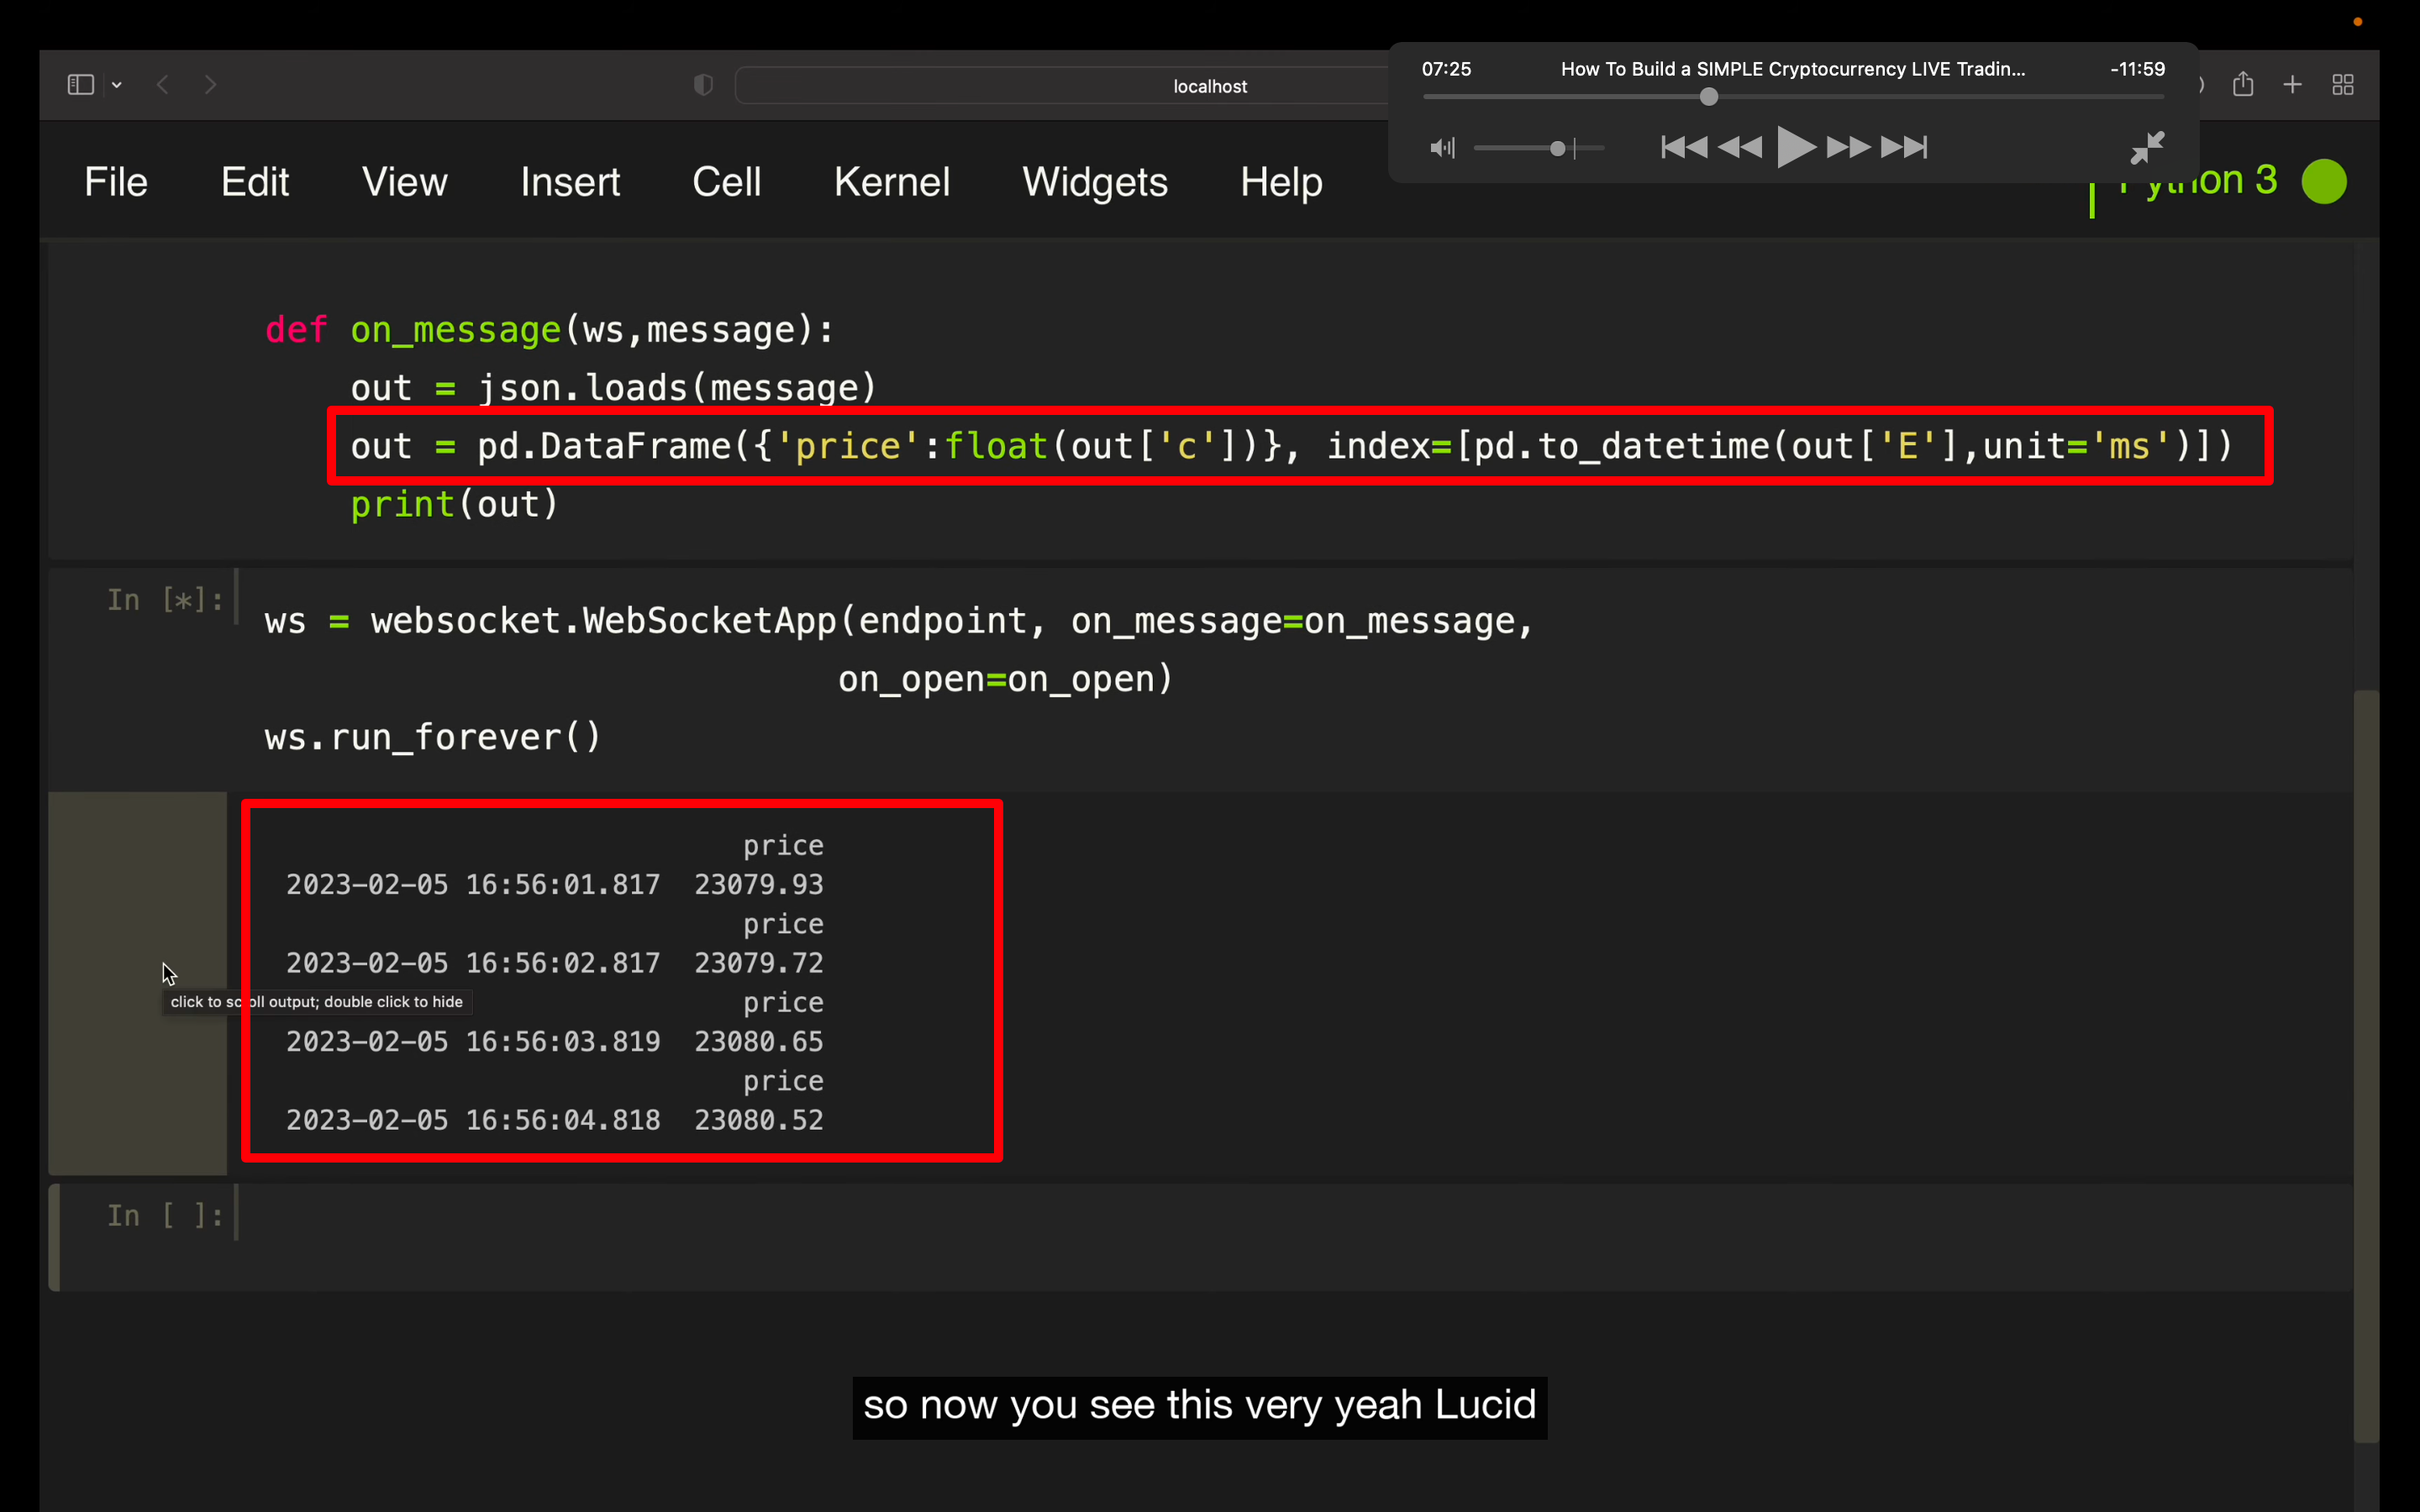 07:25 How To Build a SIMPLE Cryptocurrency LIVE Tradin... -11:59
localhost
File Edit View Insert Cell Kernel Widgets Help Python 3
def on_message(ws,message):
out = json.loads(message)
out = pd.DataFrame({'price':float(out['c'])}, index=[pd.to_datetime(out['E'],unit='ms')])
print(out)
In [*]:
ws = websocket.WebSocketApp(endpoint, on_message=on_message,
on_open=on_open)
ws.run_forever()
price
2023-02-05 16:56:01.817 23079.93
price
2023-02-05 16:56:02.817 23079.72
click to scroll output; double click to hide
price
2023-02-05 16:56:03.819 23080.65
price
2023-02-05 16:56:04.818 23080.52
In [ ]:
so now you see this very yeah Lucid